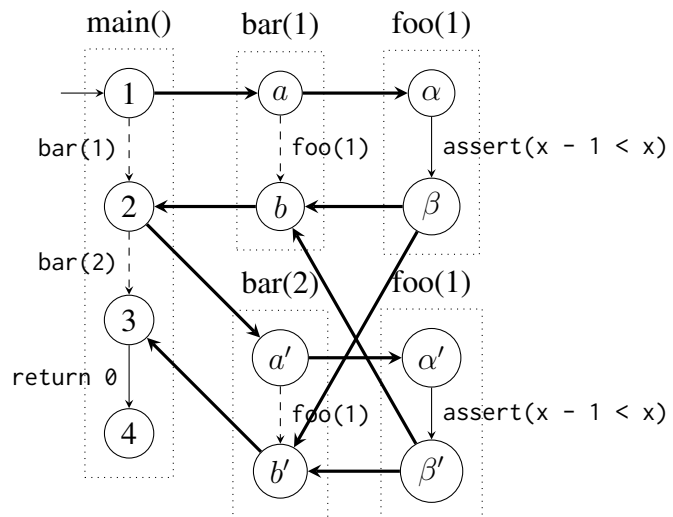 main() bar(1) foo(1)
1 a α
bar(1) foo(1) assert(x - 1 < x)
2 b β
bar(2) bar(2) foo(1)
3 a′ α′
return 0 foo(1) assert(x - 1 < x)
4 b′ β′